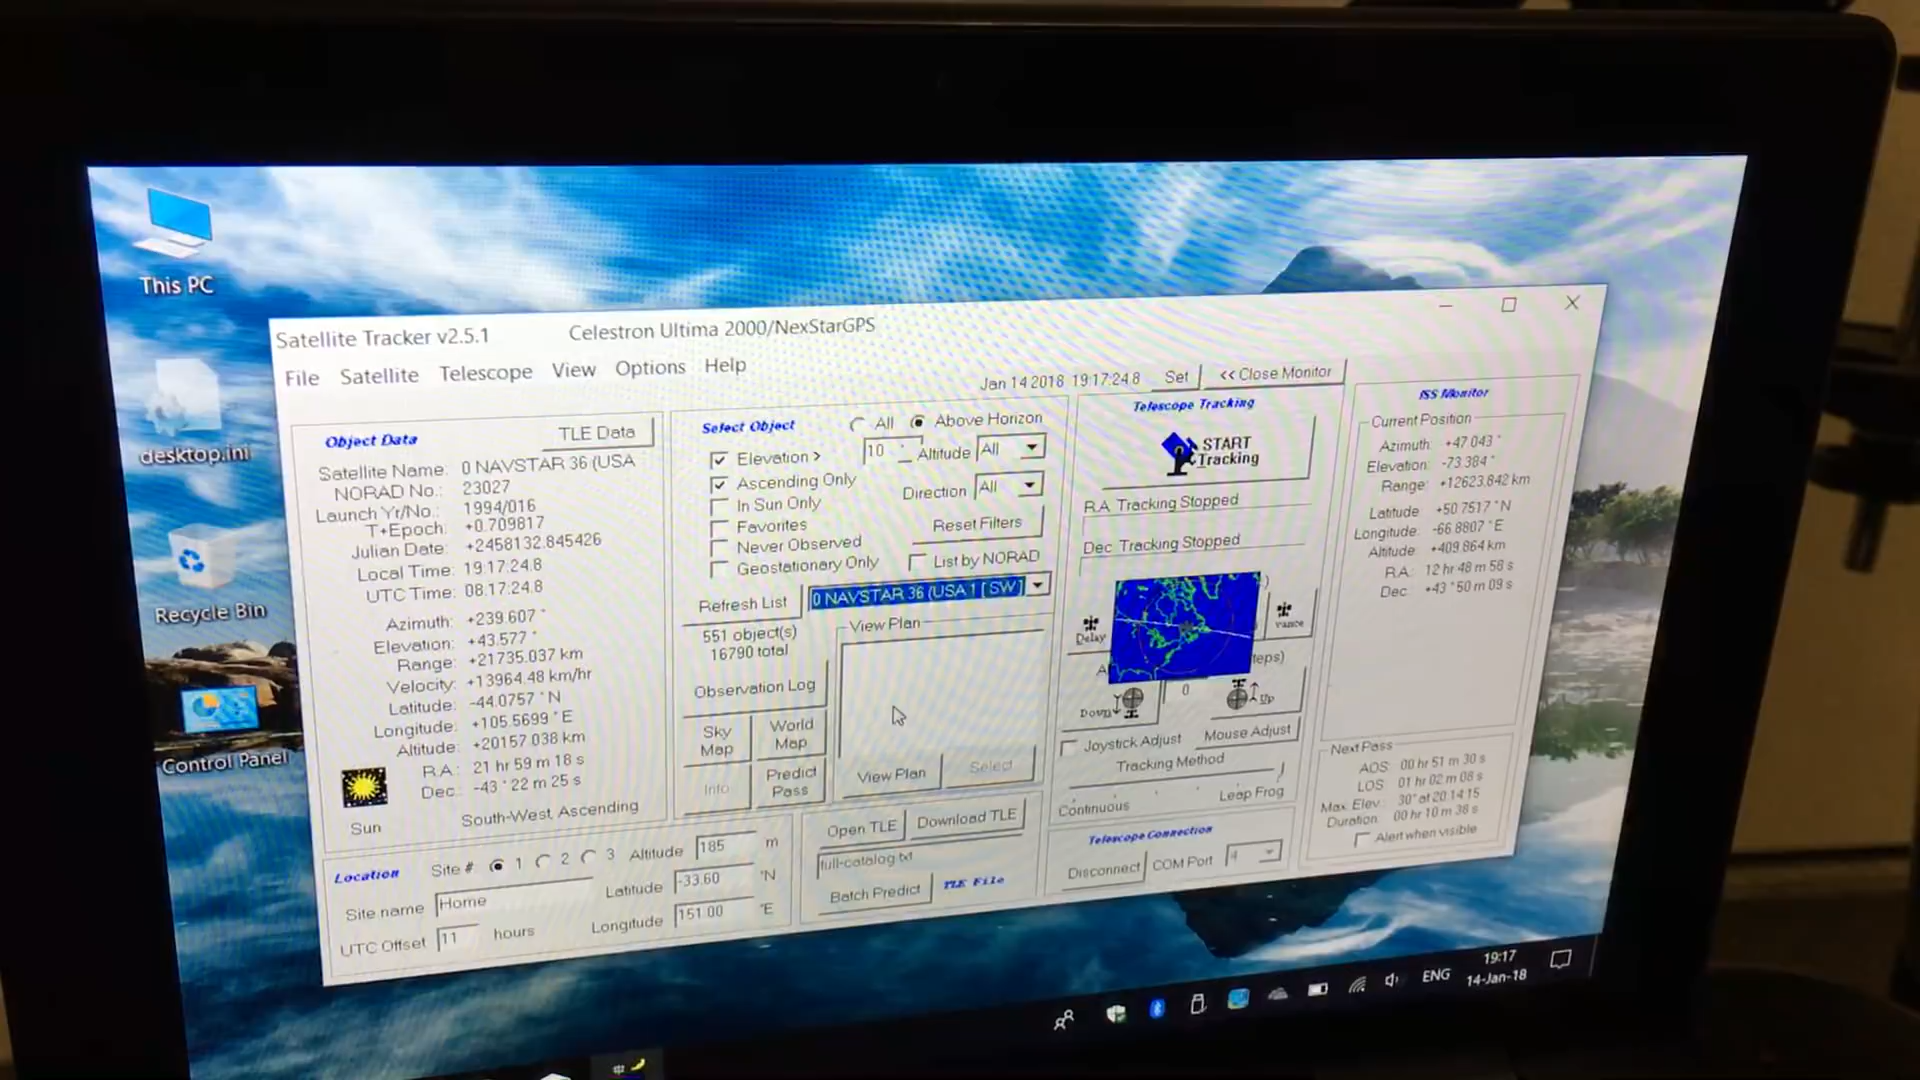 This PC
desktop.ini
Recycle Bin
Control Panel
Satellite Tracker v2.5.1 Celestron Ultima 2000/NexStarGPS
File Satellite Telescope View Options Help
Jan 14 2018 19:17:24.8 Set << Close Monitor
Object Data TLE Data
Satellite Name: 0 NAVSTAR 36 (USA
NORAD No.: 23027
Launch Yr/No.: 1994/016
T+Epoch: +0.709817
Julian Date: +2458132.845426
Local Time: 19:17:24.8
UTC Time: 08:17:24.8
Azimuth: +239.607 °
Elevation: +43.577 °
Range: +21735.037 km
Velocity: +13964.48 km/hr
Latitude: -44.0757 ° N
Longitude: +105.5699 ° E
Altitude: +20157.038 km
R.A.: 21 hr 59 m 18 s
Dec.: -43 ° 22 m 25 s
Sun
South-West, Ascending
Select Object All Above Horizon
Elevation > 10 ° Altitude All
Ascending Only
In Sun Only Direction All
Favorites Reset Filters
Never Observed
Geostationary Only List by NORAD
Refresh List 0 NAVSTAR 36 (USA 1 [ SW ]
551 object(s)
16790 total
View Plan
Observation Log
Sky Map
World Map
Info
Predict Pass
View Plan Select
Telescope Tracking
START Tracking
R.A. Tracking Stopped
Dec. Tracking Stopped
Delay
vance
teps)
Down 0 Up
Joystick Adjust Mouse Adjust
Tracking Method
Continuous Leap Frog
ISS Monitor
Current Position
Azimuth: +47.043 °
Elevation: -73.384 °
Range: +12623.842 km
Latitude: +50.7517 ° N
Longitude: -66.8807 ° E
Altitude: +409.864 km
R.A.: 12 hr 48 m 58 s
Dec.: +43 ° 50 m 09 s
Next Pass
AOS: 00 hr 51 m 30 s
LOS: 01 hr 02 m 08 s
Max. Elev.: 30° at 20:14:15
Duration: 00 hr 10 m 38 s
Alert when visible
Location Site # 1 2 3 Altitude 185 m
Site name Home Latitude -33.60 °N
UTC Offset 11 hours Longitude 151.00 °E
Open TLE Download TLE
full-catalog.txt
Batch Predict TLE File
Telescope Connection
Disconnect COM Port 4
ENG
19:17
14-Jan-18